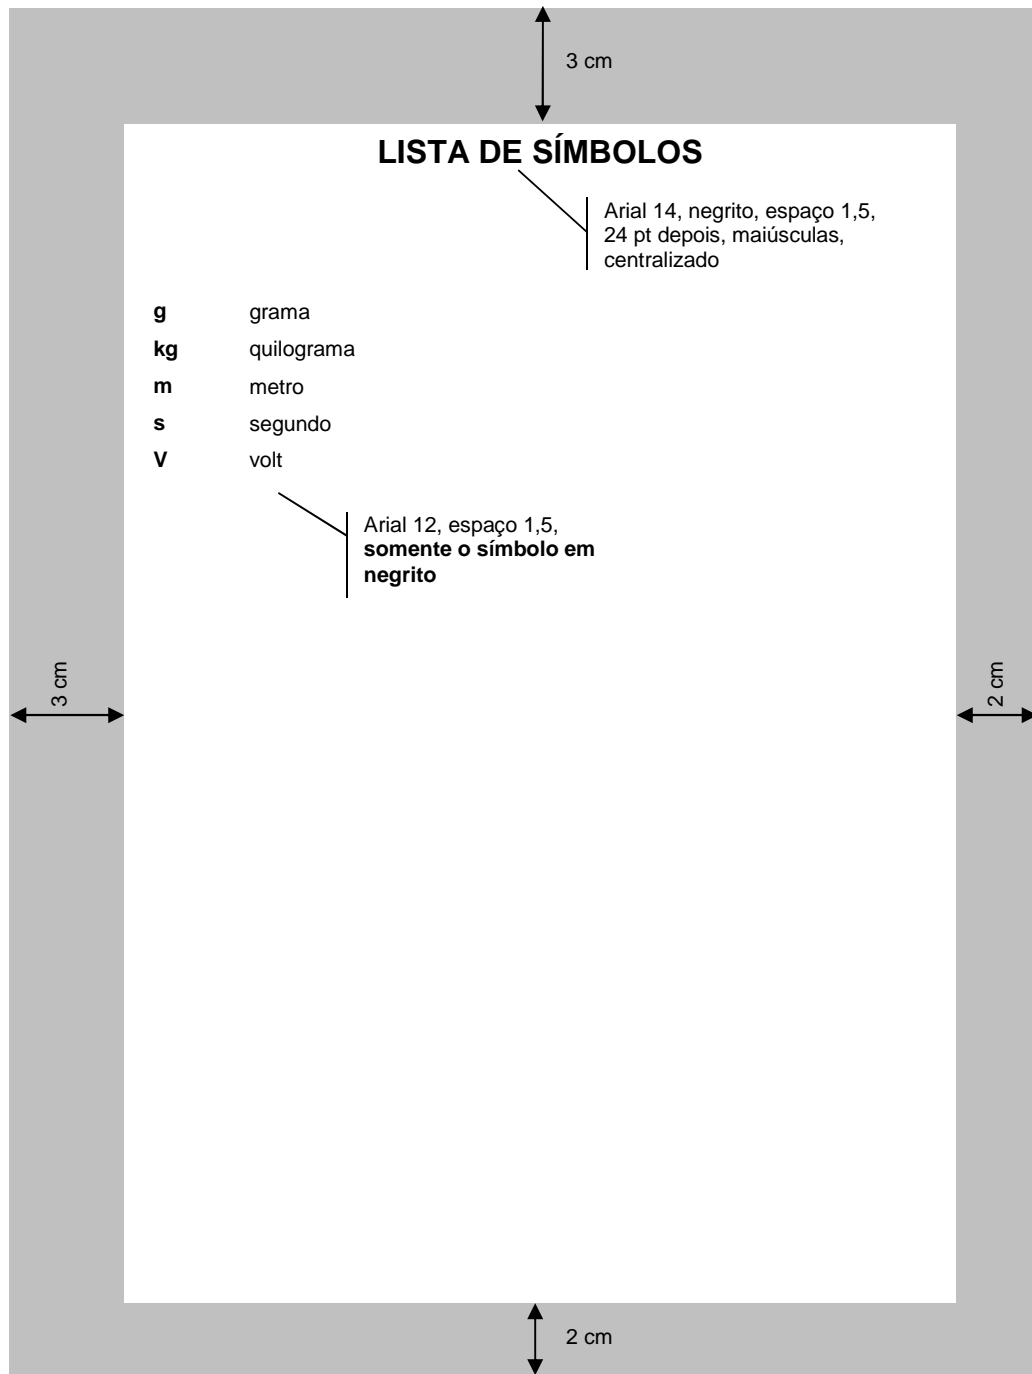 3 cm
LISTA DE SÍMBOLOS
Arial 14, negrito, espaço 1,5,
24 pt depois, maiúsculas,
centralizado
g grama
kg quilograma
m metro
s segundo
V volt
Arial 12, espaço 1,5,
somente o símbolo em
negrito
3 cm
2 cm
2 cm